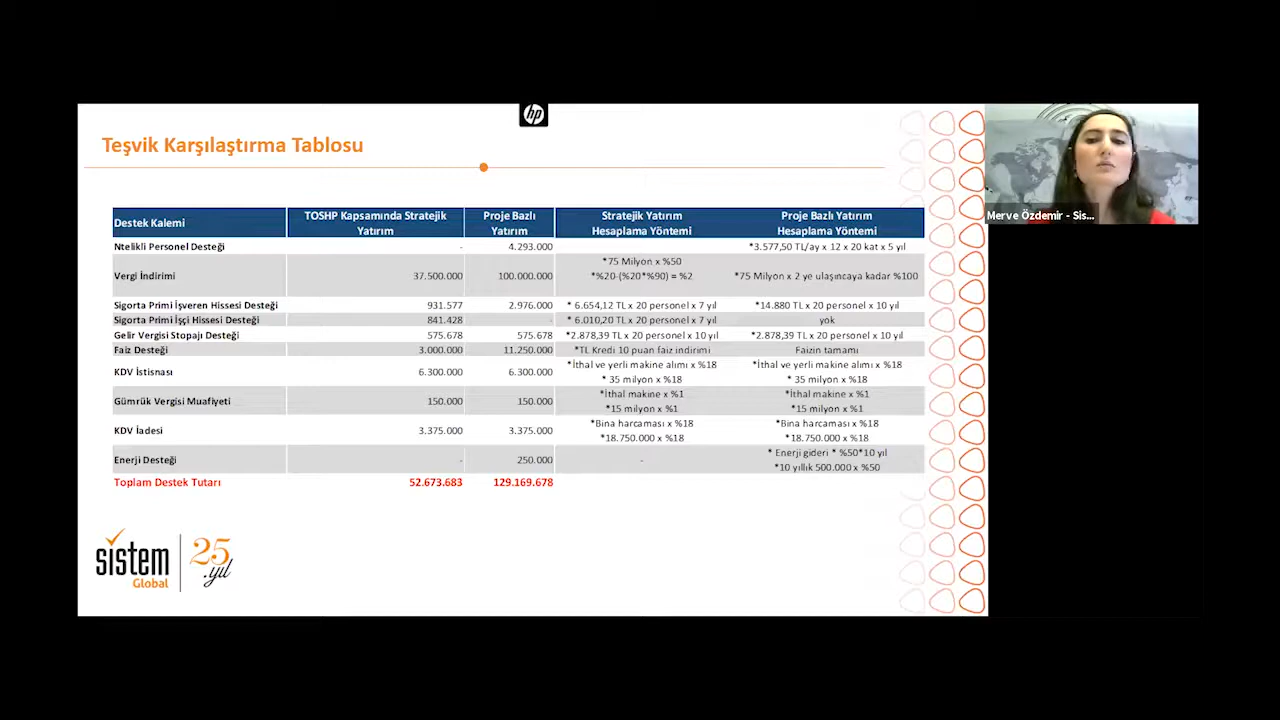 hp
Teşvik Karşılaştırma Tablosu
Destek Kalemi
TOSHP Kapsamında Stratejik
Yatırım
Proje Bazlı
Yatırım
Stratejik Yatırım
Hesaplama Yöntemi
Proje Bazlı Yatırım
Hesaplama Yöntemi
Ntelikli Personel Desteği - 4.293.000 *3.577,50 TL/ay x 12 x 20 kat x 5 yıl
Vergi İndirimi 37.500.000 100.000.000
*75 Milyon x %50
*%20-(%20*%90) = %2
*75 Milyon x 2 ye ulaşıncaya kadar %100
Sigorta Primi İşveren Hissesi Desteği 931.577 2.976.000 * 6.654,12 TL x 20 personel x 7 yıl *14.880 TL x 20 personel x 10 yıl
Sigorta Primi İşçi Hissesi Desteği 841.428 - * 6.010,20 TL x 20 personel x 7 yıl yok
Gelir Vergisi Stopajı Desteği 575.678 575.678 *2.878,39 TL x 20 personel x 10 yıl *2.878,39 TL x 20 personel x 10 yıl
Faiz Desteği 3.000.000 11.250.000 *TL Kredi 10 puan faiz indirimi Faizin tamamı
KDV İstisnası 6.300.000 6.300.000
*İthal ve yerli makine alımı x %18
* 35 milyon x %18
*İthal ve yerli makine alımı x %18
* 35 milyon x %18
Gümrük Vergisi Muafiyeti 150.000 150.000
*İthal makine x %1
*15 milyon x %1
*İthal makine x %1
*15 milyon x %1
KDV İadesi 3.375.000 3.375.000
*Bina harcaması x %18
*18.750.000 x %18
*Bina harcaması x %18
*18.750.000 x %18
Enerji Desteği - 250.000 -
* Enerji gideri * %50*10 yıl
*10 yıllık 500.000 x %50
Toplam Destek Tutarı 52.673.683 129.169.678
sistem
Global
25
.yıl
Merve Özdemir - Sis...